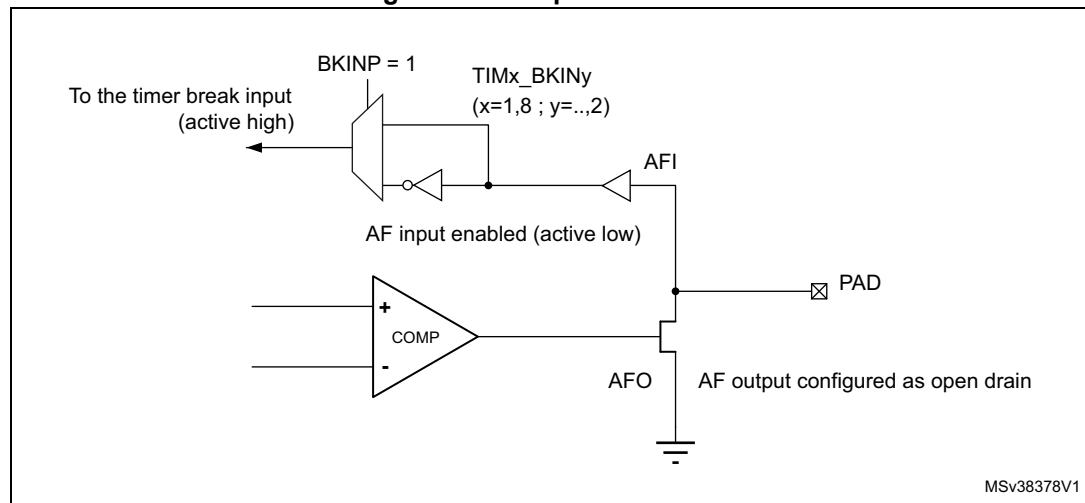 BKINP = 1
TIMx_BKINy
(x=1,8 ; y=..,2)
To the timer break input
(active high)
AFI
AF input enabled (active low)
PAD
+
COMP
-
AFO
AF output configured as open drain
MSv38378V1